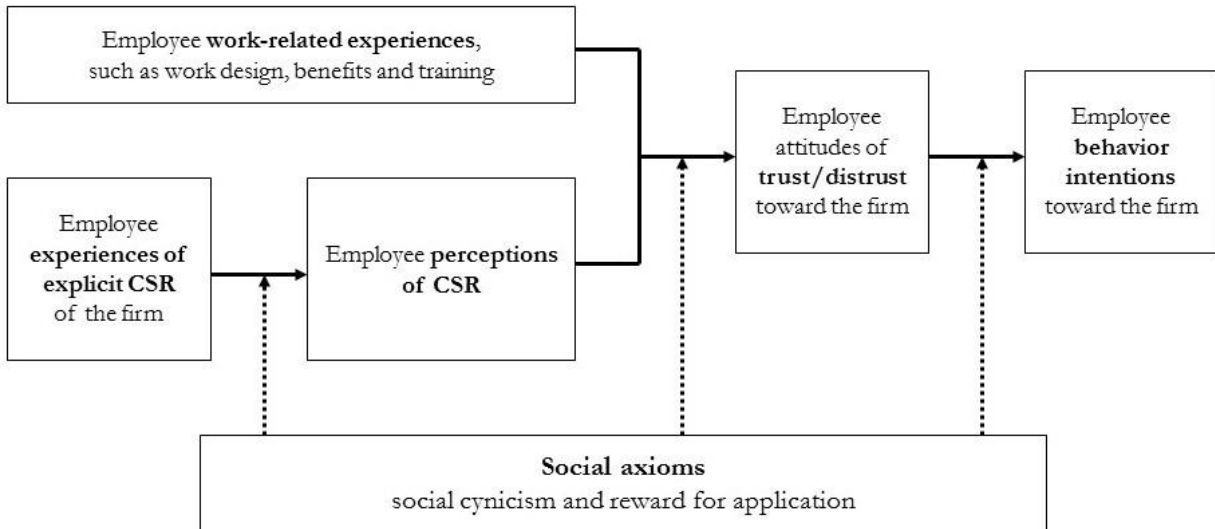 Employee work-related experiences,
such as work design, benefits and training
Employee
experiences of
explicit CSR
of the firm
Employee perceptions
of CSR
Employee
attitudes of
trust/distrust
toward the firm
Employee
behavior
intentions
toward the firm
Social axioms
social cynicism and reward for application